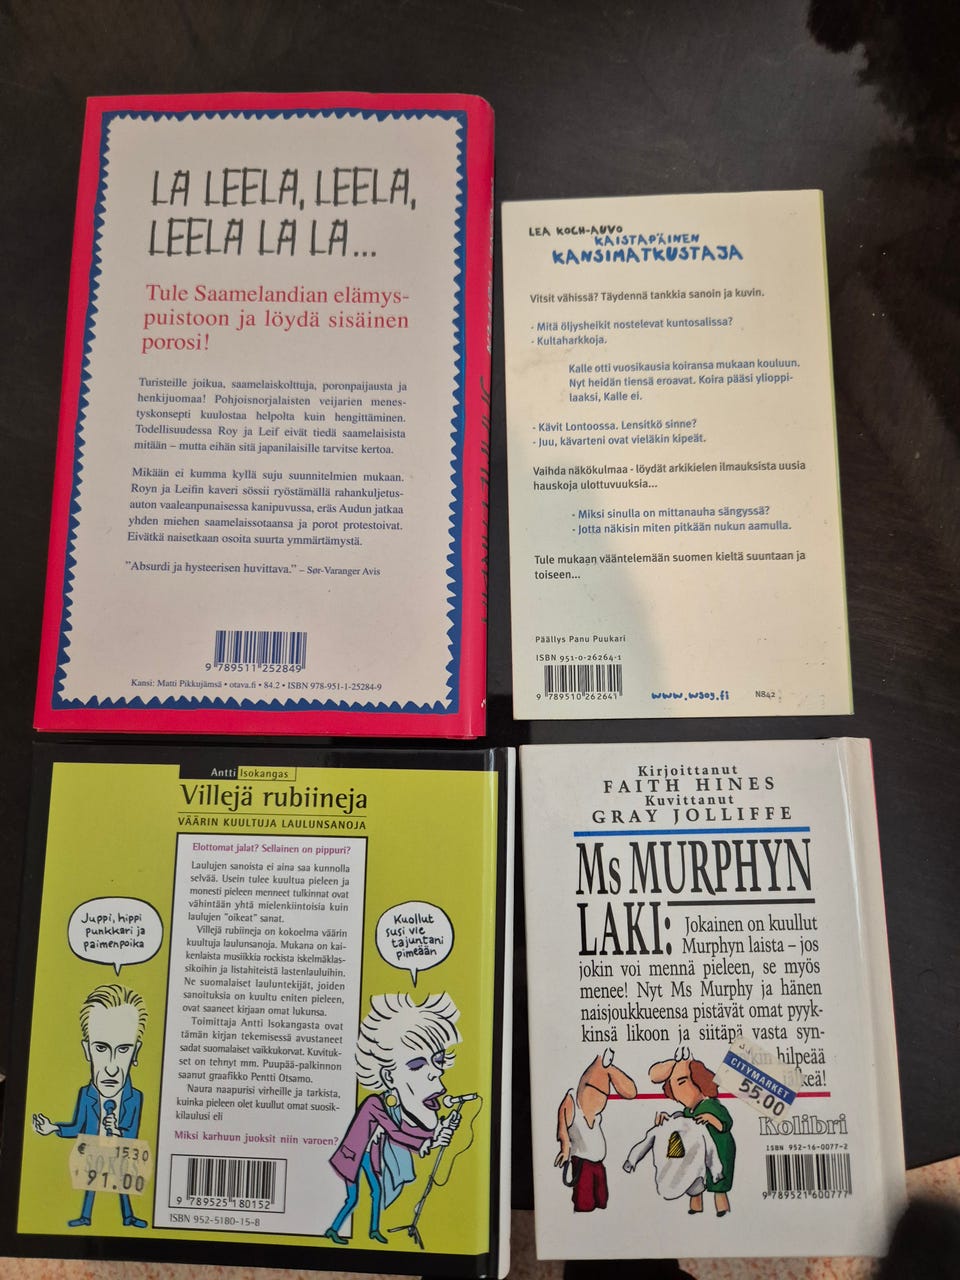 LA LEELA, LEELA,
LEELA LA LA...
Tule Saamelandian elämys-
puistoon ja löydä sisäinen
porosi!
Turisteille joikua, saamelaiskolttuja, poronpaijausta ja
henkijuomaa! Pohjoisnorjalaisten veijarien menes-
tyskonsepti kuulostaa helpolta kuin hengittäminen.
Todellisuudessa Roy ja Leif eivät tiedä saamelaisista
mitään – mutta eihän sitä japanilaisille tarvitse kertoa.
Mikään ei kumma kyllä suju suunnitelmien mukaan.
Royn ja Leifin kaveri sössii ryöstämällä rahankuljetus-
auton vaaleanpunaisessa kanipuvussa, eräs Audun jatkaa
yhden miehen saamelaissotaansa ja porot protestoivat.
Eivätkä naisetkaan osoita suurta ymmärtämystä.
"Absurdi ja hysteerisen huvittava." – Sør-Varanger Avis
9 789511 252849
Kansi: Matti Pikkujämsä • otava.fi • 84.2 • ISBN 978-951-1-25284-9
LEA KOCH-AUVO
KAISTAPÄINEN
KANSIMATKUSTAJA
Vitsit vähissä? Täydennä tankkia sanoin ja kuvin.
- Mitä öljysheikit nostelevat kuntosalissa?
- Kultaharkkoja.
Kalle otti vuosikausia koiransa mukaan kouluun.
Nyt heidän tiensä eroavat. Koira pääsi ylioppi-
laaksi, Kalle ei.
- Kävit Lontoossa. Lensitkö sinne?
- Juu, kävarteni ovat vieläkin kipeät.
Vaihda näkökulmaa - löydät arkikielen ilmauksista uusia
hauskoja ulottuvuuksia...
- Miksi sinulla on mittanauha sängyssä?
- Jotta näkisin miten pitkään nukun aamulla.
Tule mukaan vääntelemään suomen kieltä suuntaan ja
toiseen...
Päällys Panu Puukari
ISBN 951-0-26264-1
9 789510 262641
www.wsoy.fi
N842
Antti Isokangas
Villejä rubiineja
VÄÄRIN KUULTUJA LAULUNSANOJA
Elottomat jalat? Sellainen on pippuri?
Laulujen sanoista ei aina saa kunnolla
selvää. Usein tulee kuultua pieleen ja
monesti pieleen menneet tulkinnat ovat
vähintään yhtä mielenkiintoisia kuin
laulujen "oikeat" sanat.
Villejä rubiineja on kokoelma väärin
kuultuja laulunsanoja. Mukana on kai-
kenlaista musiikkia rockista iskelmäklas-
sikoihin ja listahiteistä lastenlauluihin.
Ne suomalaiset lauluntekijät, joiden
sanoituksia on kuultu eniten pieleen,
ovat saaneet kirjaan omat lukunsa.
Toimittaja Antti Isokangasta ovat
tämän kirjan tekemisessä avustaneet
sadat suomalaiset vaikkukorvat. Kuvituk-
set on tehnyt mm. Puupää-palkinnon
saanut graafikko Pentti Otsamo.
Naura naapurisi virheille ja tarkista,
kuinka pieleen olet kuullut omat suosik-
kilaulusi eli
Miksi karhuun juoksit niin varoen?
Juppi, hippi
punkkari ja
paimenpoika
Kuollut
susi vie
tajuntani
pimeään
€ 15.30
SOKOS
91.00
9 789525 180152
ISBN 952-5180-15-8
Kirjoittanut
FAITH HINES
Kuvittanut
GRAY JOLLIFFE
Ms MURPHYN
LAKI:
Jokainen on kuullut
Murphyn laista – jos
jokin voi mennä pieleen, se myös
menee! Nyt Ms Murphy ja hänen
naisjoukkueensa pistävät omat pyyk-
kinsä likoon ja siitäpä vasta syn-
hilpeää
CITYMARKET
55.00
Kolibri
ISBN 952-16-0077-2
9 789521 600777